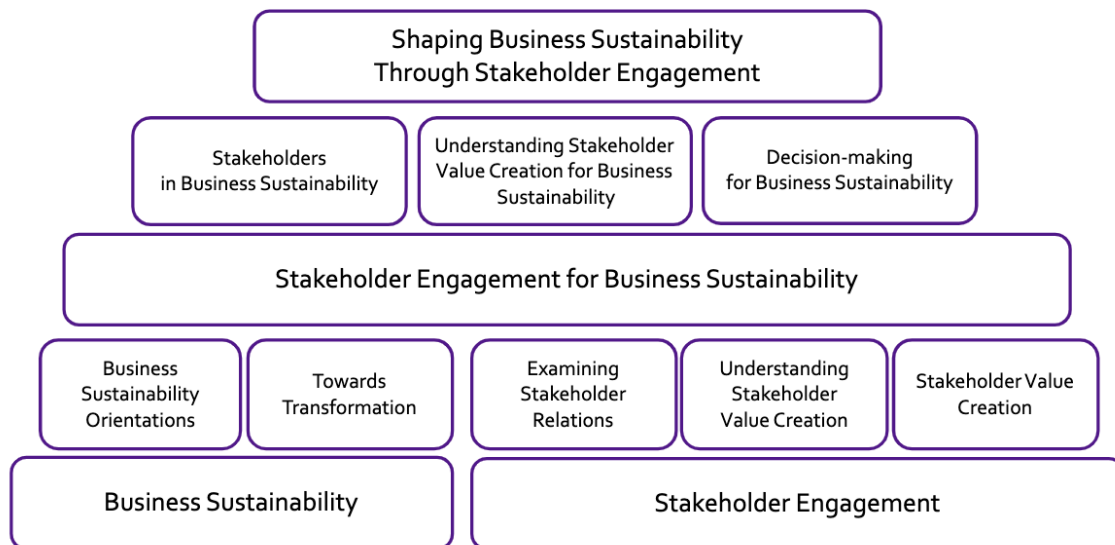 Shaping Business Sustainability
Through Stakeholder Engagement
Stakeholders
in Business Sustainability
Understanding Stakeholder
Value Creation for Business
Sustainability
Decision-making
for Business Sustainability
Stakeholder Engagement for Business Sustainability
Business
Sustainability
Orientations
Towards
Transformation
Examining
Stakeholder
Relations
Understanding
Stakeholder
Value Creation
Stakeholder Value
Creation
Business Sustainability
Stakeholder Engagement